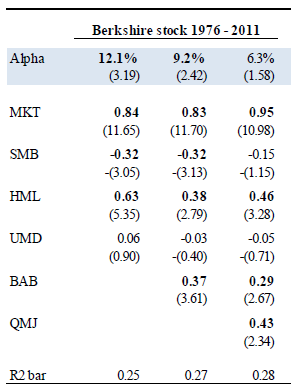 Berkshire stock 1976 - 2011
Alpha 12.1% 9.2% 6.3%
(3.19) (2.42) (1.58)
MKT 0.84 0.83 0.95
(11.65) (11.70) (10.98)
SMB -0.32 -0.32 -0.15
-(3.05) -(3.13) -(1.15)
HML 0.63 0.38 0.46
(5.35) (2.79) (3.28)
UMD 0.06 -0.03 -0.05
(0.90) -(0.40) -(0.71)
BAB 0.37 0.29
(3.61) (2.67)
QMJ 0.43
(2.34)
R2 bar 0.25 0.27 0.28